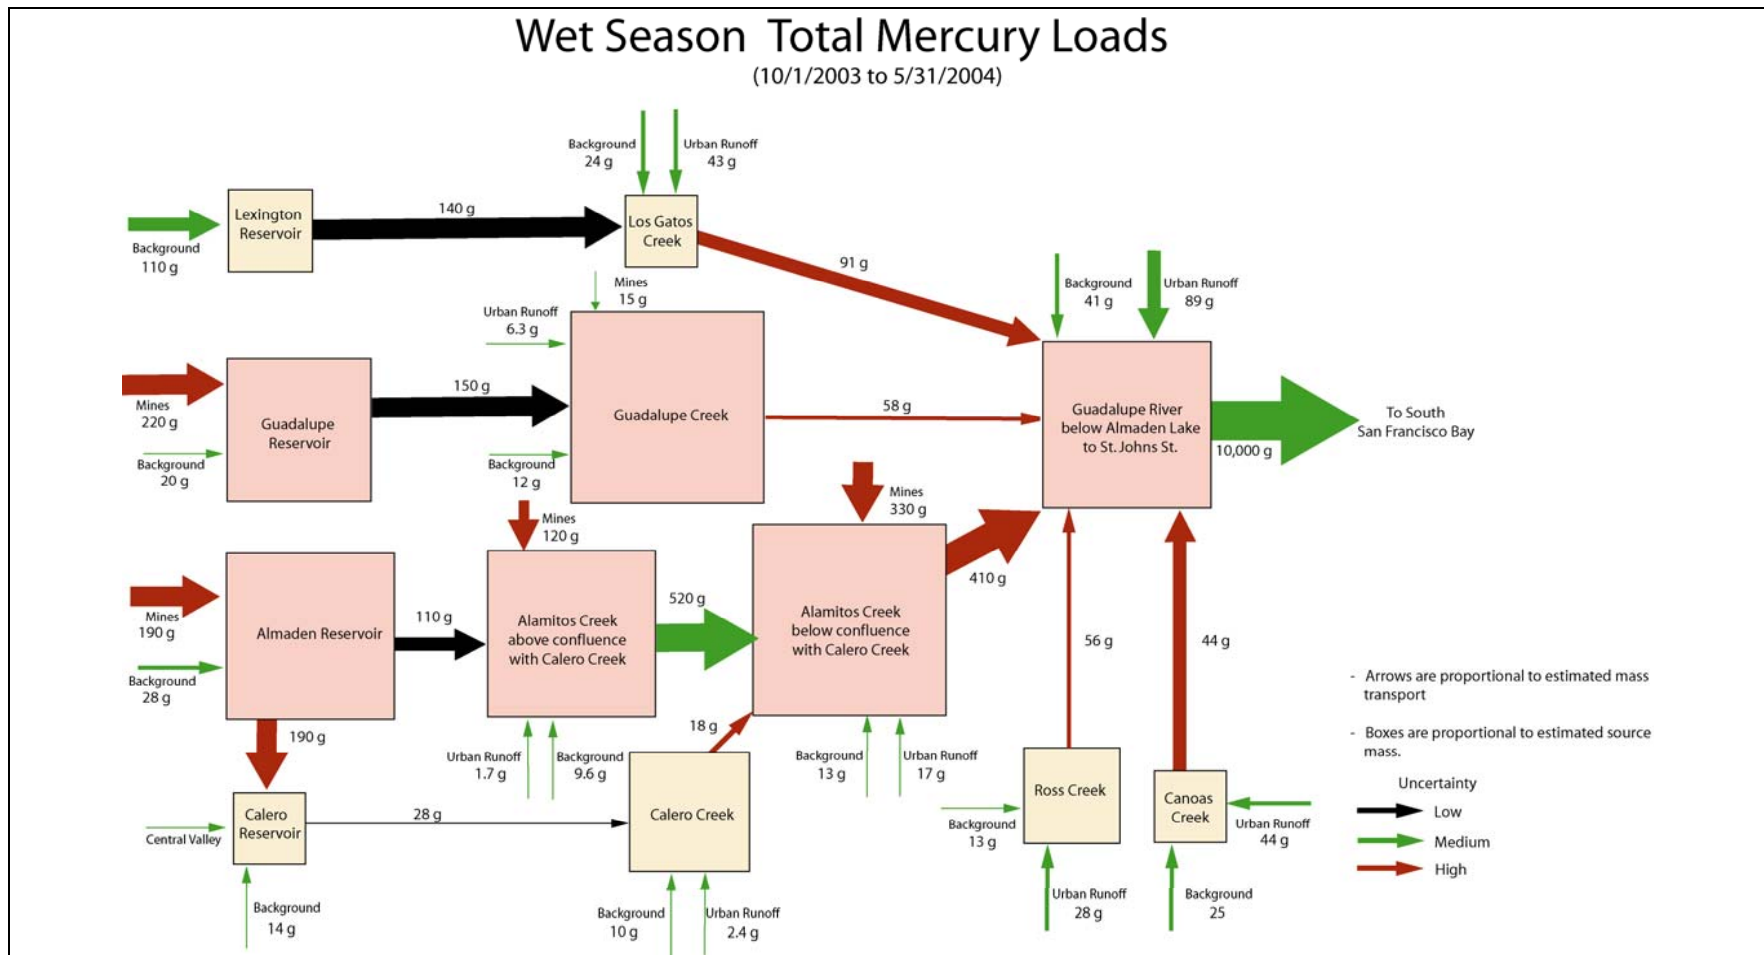 Wet Season Total Mercury Loads
(10/1/2003 to 5/31/2004)
Background
24 g
Urban Runoff
43 g
Lexington
Reservoir
140 g
Los Gatos
Creek
Background
110 g
91 g
Mines
15 g
Urban Runoff
6.3 g
Background
41 g
Urban Runoff
89 g
Mines
220 g
Guadalupe
Reservoir
150 g
Guadalupe Creek
58 g
Guadalupe River
below Almaden Lake
to St. Johns St.
To South
San Francisco Bay
10,000 g
Background
20 g
Background
12 g
Mines
120 g
Mines
330 g
Mines
190 g
Almaden Reservoir
110 g
Alamitos Creek
above confluence
with Calero Creek
520 g
Alamitos Creek
below confluence
with Calero Creek
410 g
Background
28 g
190 g
56 g
44 g
Urban Runoff
1.7 g
Background
9.6 g
18 g
Background
13 g
Urban Runoff
17 g
Central Valley
Calero
Reservoir
28 g
Calero Creek
Background
14 g
Background
10 g
Urban Runoff
2.4 g
Ross Creek
Background
13 g
Urban Runoff
28 g
Canoas
Creek
Urban Runoff
44 g
Background
25
- Arrows are proportional to estimated mass
transport
- Boxes are proportional to estimated source
mass.
Uncertainty
Low
Medium
High